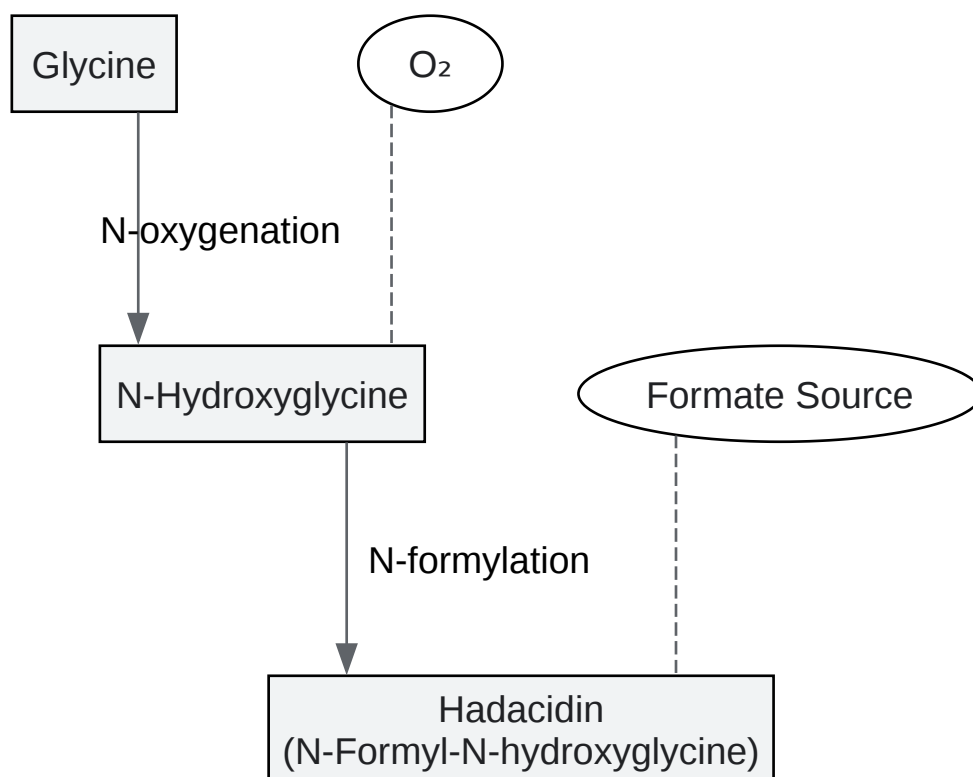 Glycine
O₂
N-oxygenation
N-Hydroxyglycine
Formate Source
N-formylation
Hadacidin
(N-Formyl-N-hydroxyglycine)